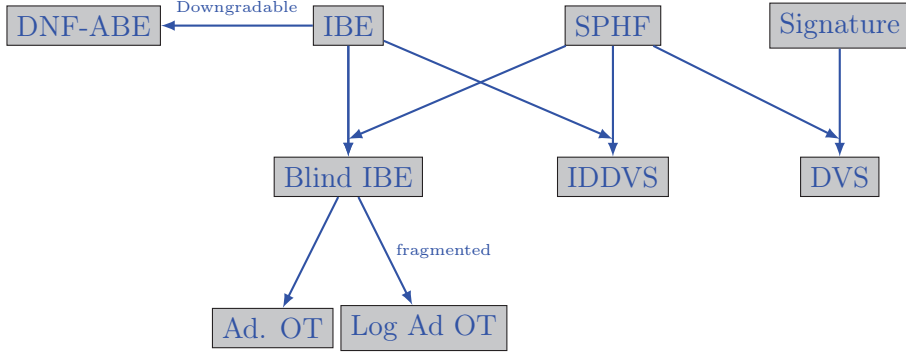 Downgradable
DNF-ABE
IBE
SPHF
Signature
Blind IBE
IDDVS
DVS
fragmented
Ad. OT
Log Ad OT